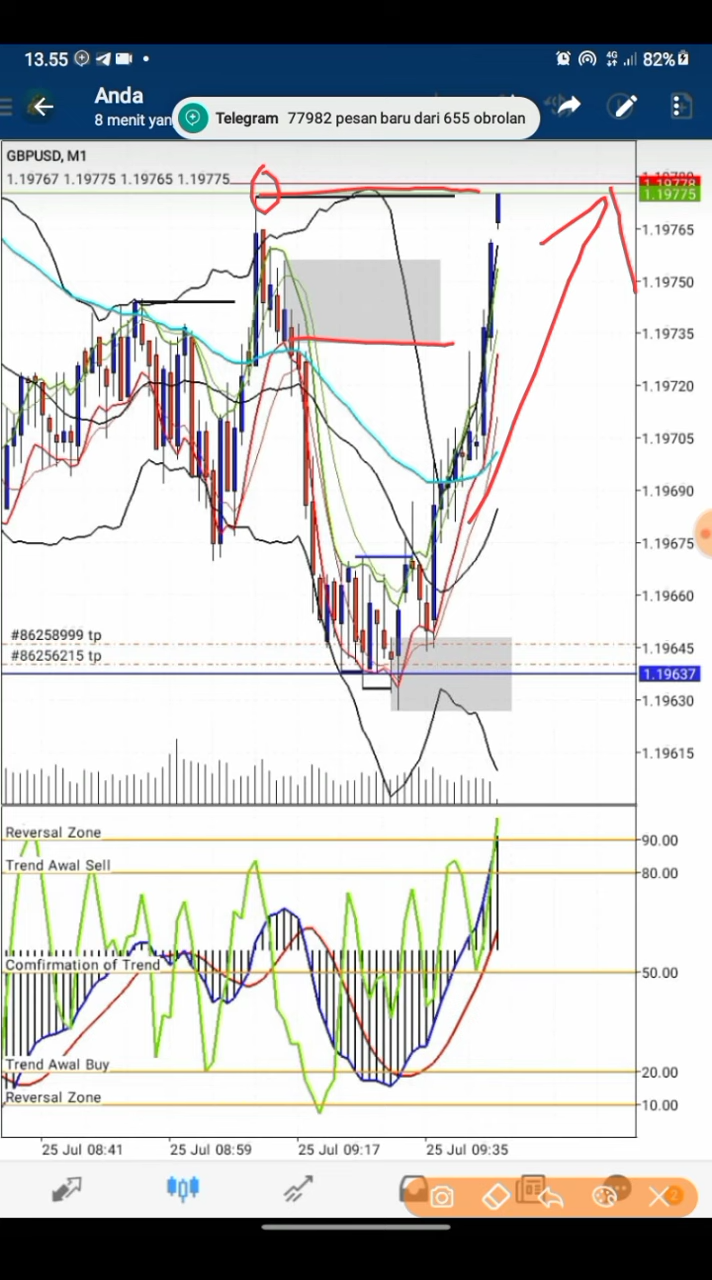 13.55
4G
82%
Anda
8 menit yan
Telegram 77982 pesan baru dari 655 obrolan
GBPUSD, M1
1.19767 1.19775 1.19765 1.19775
1.19778
1.19775
1.19765
1.19750
1.19735
1.19720
1.19705
1.19690
1.19675
1.19660
#86258999 tp
1.19645
#86256215 tp
1.19637
1.19630
1.19615
Reversal Zone
90.00
Trend Awal Sell
80.00
Comfirmation of Trend
50.00
Trend Awal Buy
20.00
Reversal Zone
10.00
25 Jul 08:41 25 Jul 08:59 25 Jul 09:17 25 Jul 09:35
2